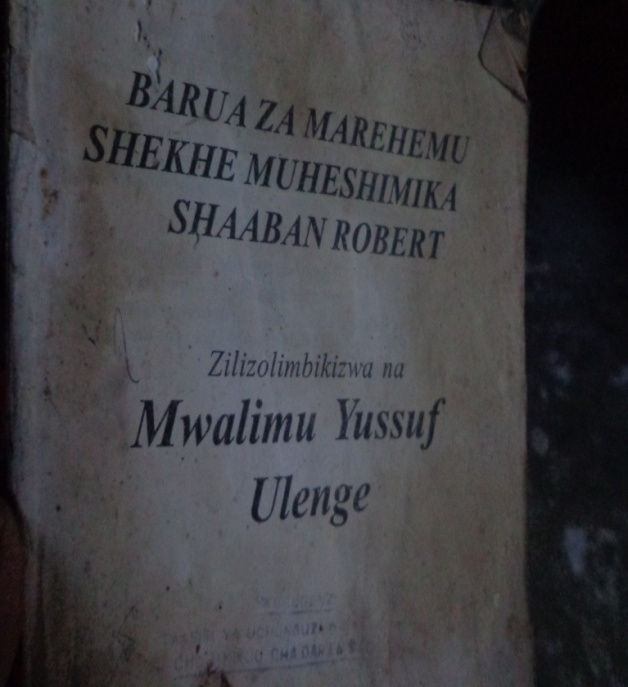 BARUA ZA MAREHEMU
SHEKHE MUHESHIMIKA
SHAABAN ROBERT
Zilizolimbikizwa na
Mwalimu Yussuf
Ulenge